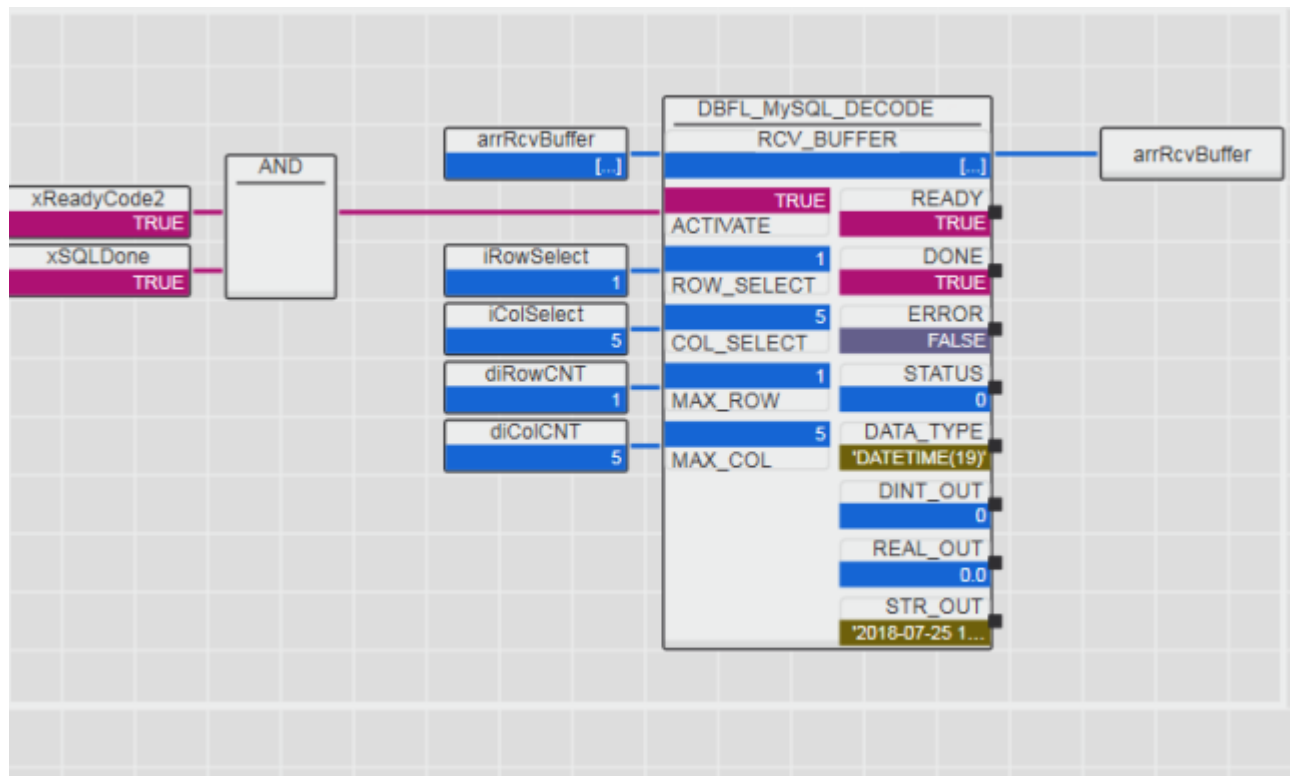 DBFL_MySQL_DECODE
arrRcvBuffer
[...]
RCV_BUFFER
[...]
arrRcvBuffer
AND
xReadyCode2
TRUE
xSQLDone
TRUE
TRUE
ACTIVATE
READY
TRUE
iRowSelect
1
1
ROW_SELECT
DONE
TRUE
iColSelect
5
5
COL_SELECT
ERROR
FALSE
diRowCNT
1
1
MAX_ROW
STATUS
0
diColCNT
5
5
MAX_COL
DATA_TYPE
'DATETIME(19)'
DINT_OUT
0
REAL_OUT
0.0
STR_OUT
'2018-07-25 1...